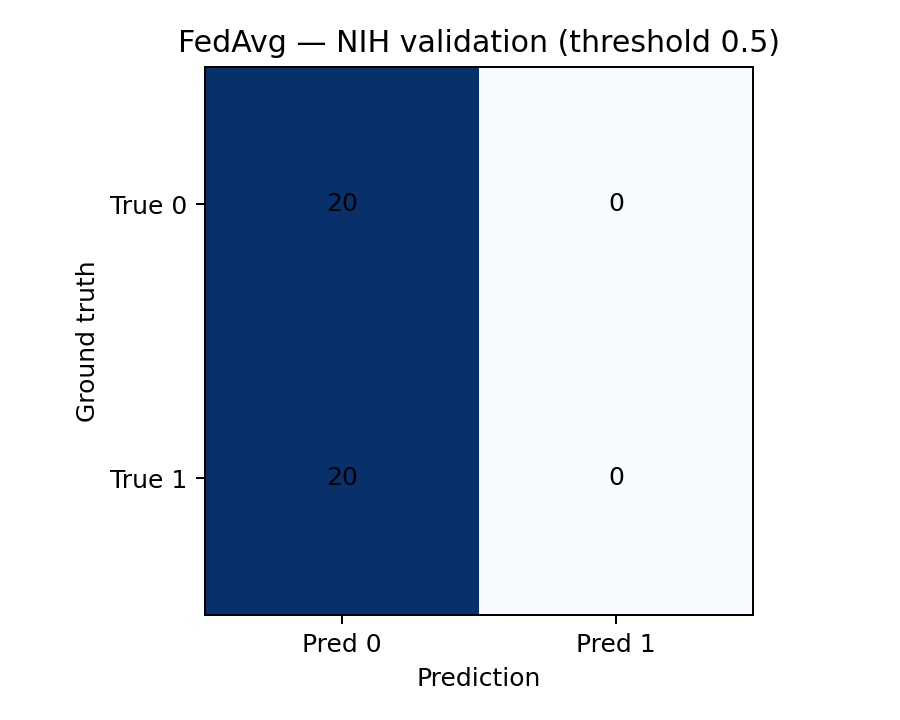 FedAvg — NIH validation (threshold 0.5)
True 0
20
0
Ground truth
True 1
20
0
Pred 0
Pred 1
Prediction